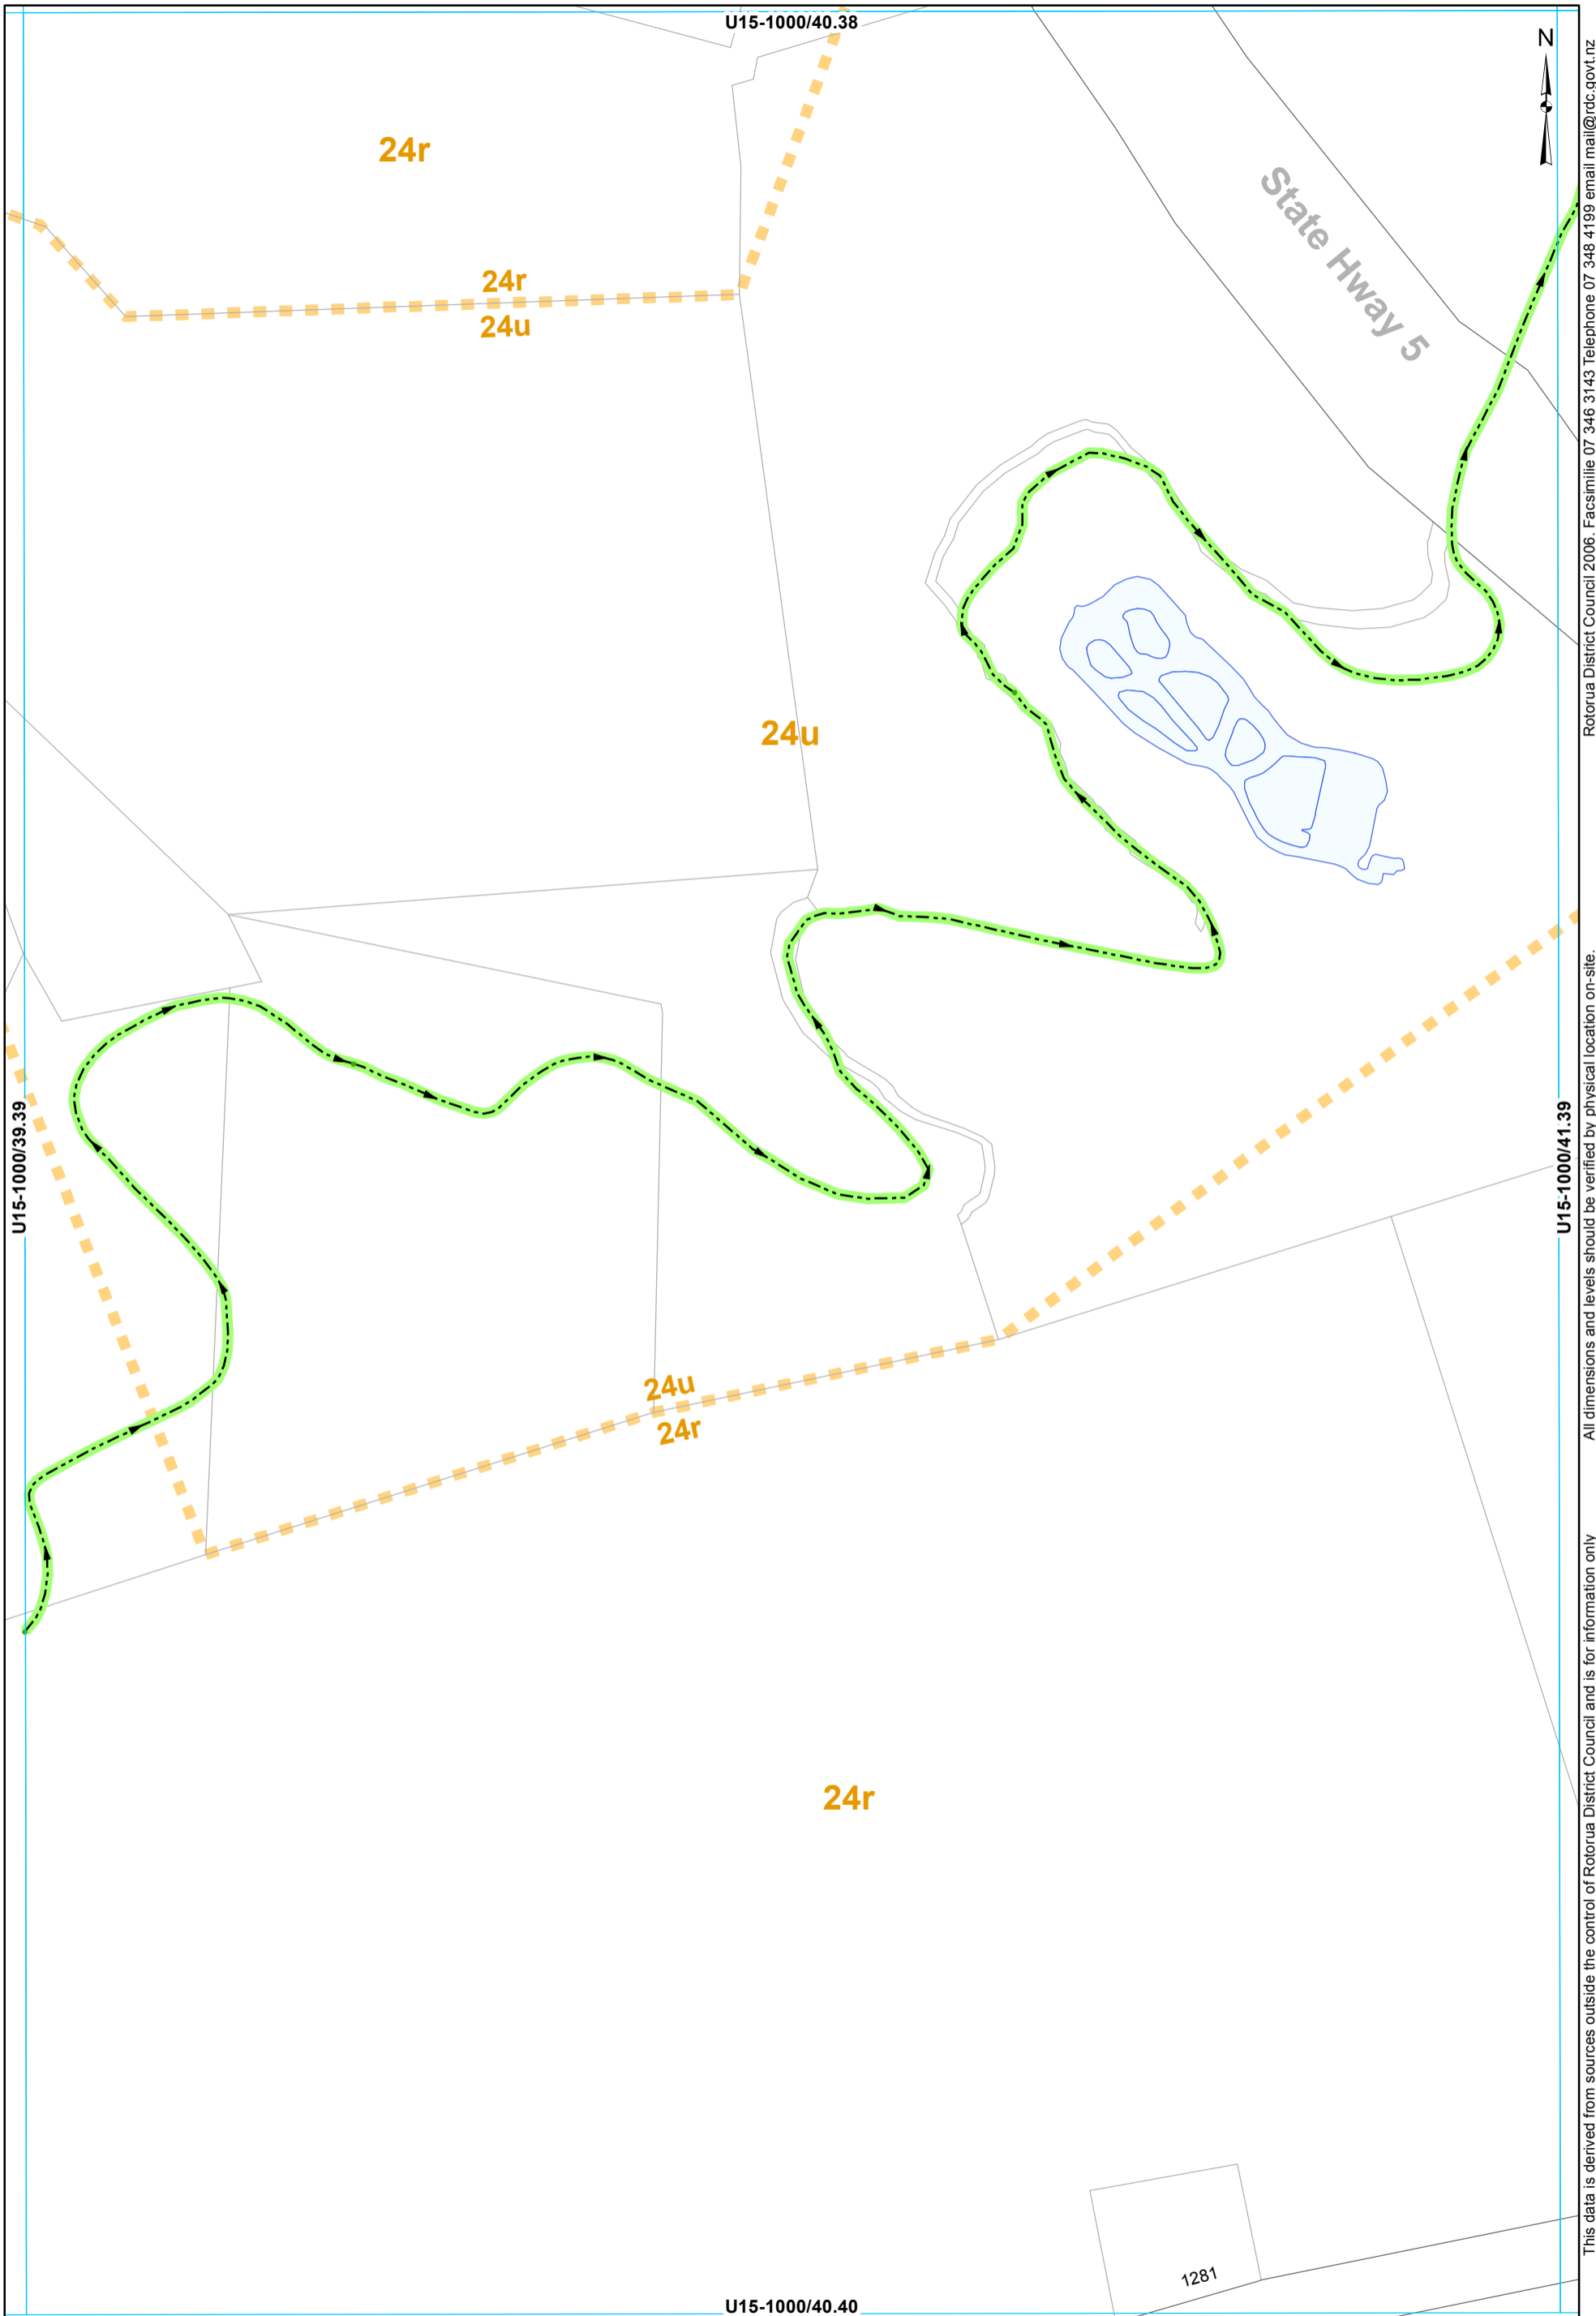 U15-1000/40.38
N
24r
State Hway 5
24r
24u
24u
U15-1000/39.39
U15-1000/41.39
24u
24r
24r
1281
U15-1000/40.40
Rotorua District Council 2006. Facsimilie 07 346 3143 Telephone 07 348 4199 email mail@rdc.govt.nz
All dimensions and levels should be verified by physical location on-site.
This data is derived from sources outside the control of Rotorua District Council and is for information only